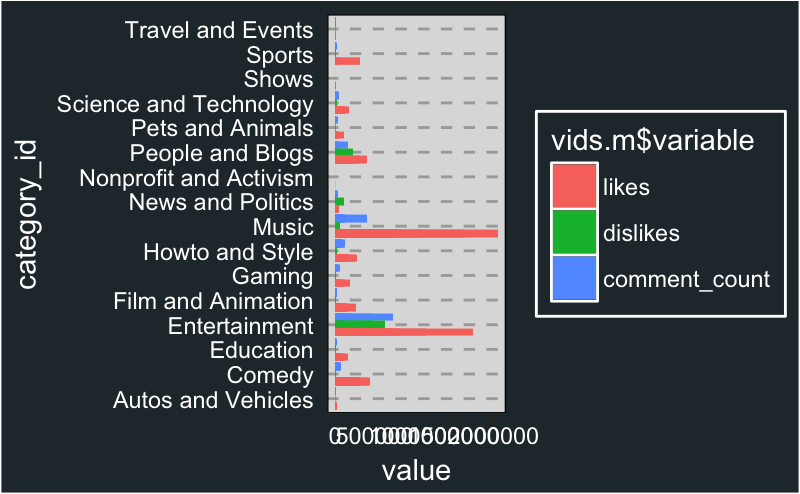 Travel and Events
Sports
Shows
Science and Technology
Pets and Animals
People and Blogs
Nonprofit and Activism
News and Politics
Music
Howto and Style
Gaming
Film and Animation
Entertainment
Education
Comedy
Autos and Vehicles
category_id
0
2000000
value
vids.m$variable
likes
dislikes
comment_count